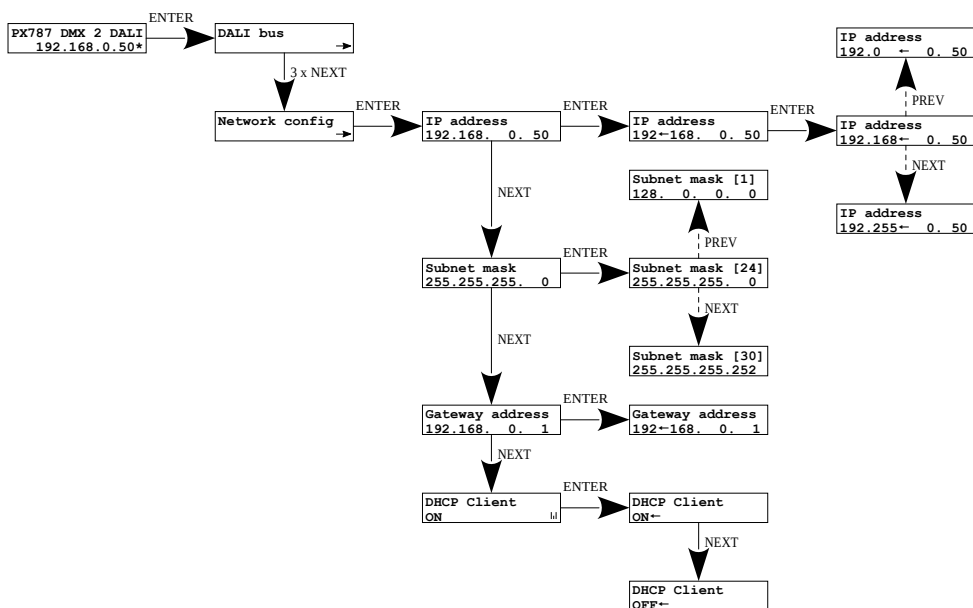 ENTER
PX787 DMX 2 DALI
192.168.0.50*
DALI bus
→
3 x NEXT
Network config
→
ENTER
IP address
192.168.  0. 50
ENTER
IP address
192←168.  0. 50
ENTER
IP address
192.0  ←  0. 50
PREV
IP address
192.168←  0. 50
NEXT
IP address
192.255←  0. 50
NEXT
Subnet mask [1]
128.  0.  0.  0
PREV
Subnet mask
255.255.255.  0
ENTER
Subnet mask [24]
255.255.255.  0
NEXT
Subnet mask [30]
255.255.255.252
NEXT
Gateway address
192.168.  0.  1
ENTER
Gateway address
192←168.  0.  1
NEXT
DHCP Client
ON
ENTER
DHCP Client
ON←
NEXT
DHCP Client
OFF←